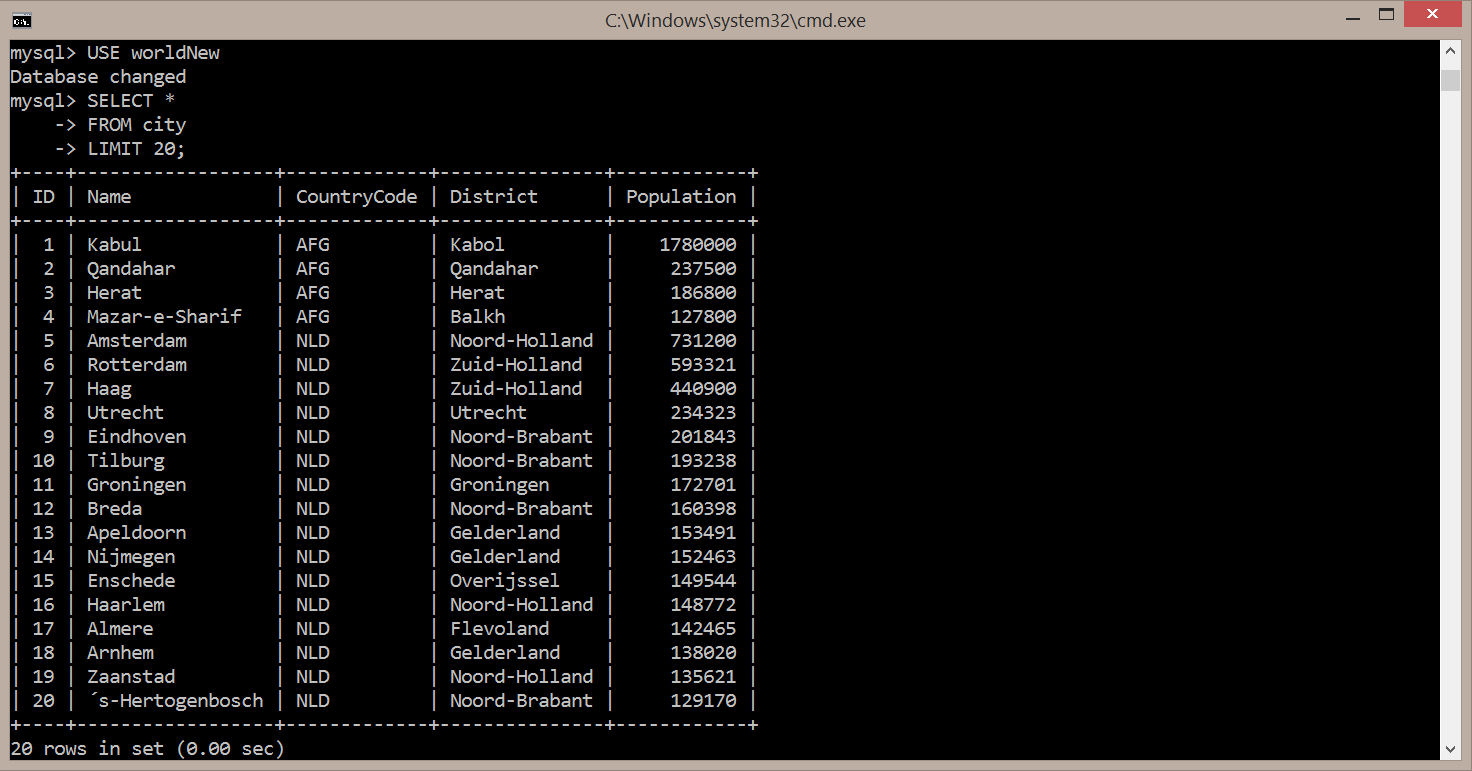 C:\Windows\system32\cmd.exe
mysql> USE worldNew
Database changed
mysql> SELECT *
    -> FROM city
    -> LIMIT 20;
+----+------------------+-------------+---------------+------------+
| ID | Name             | CountryCode | District      | Population |
+----+------------------+-------------+---------------+------------+
|  1 | Kabul            | AFG         | Kabol         |    1780000 |
|  2 | Qandahar         | AFG         | Qandahar      |     237500 |
|  3 | Herat            | AFG         | Herat         |     186800 |
|  4 | Mazar-e-Sharif   | AFG         | Balkh         |     127800 |
|  5 | Amsterdam        | NLD         | Noord-Holland |     731200 |
|  6 | Rotterdam        | NLD         | Zuid-Holland  |     593321 |
|  7 | Haag             | NLD         | Zuid-Holland  |     440900 |
|  8 | Utrecht          | NLD         | Utrecht       |     234323 |
|  9 | Eindhoven        | NLD         | Noord-Brabant |     201843 |
| 10 | Tilburg          | NLD         | Noord-Brabant |     193238 |
| 11 | Groningen        | NLD         | Groningen     |     172701 |
| 12 | Breda            | NLD         | Noord-Brabant |     160398 |
| 13 | Apeldoorn        | NLD         | Gelderland    |     153491 |
| 14 | Nijmegen         | NLD         | Gelderland    |     152463 |
| 15 | Enschede         | NLD         | Overijssel    |     149544 |
| 16 | Haarlem          | NLD         | Noord-Holland |     148772 |
| 17 | Almere           | NLD         | Flevoland     |     142465 |
| 18 | Arnhem           | NLD         | Gelderland    |     138020 |
| 19 | Zaanstad         | NLD         | Noord-Holland |     135621 |
| 20 | ´s-Hertogenbosch | NLD         | Noord-Brabant |     129170 |
+----+------------------+-------------+---------------+------------+
20 rows in set (0.00 sec)